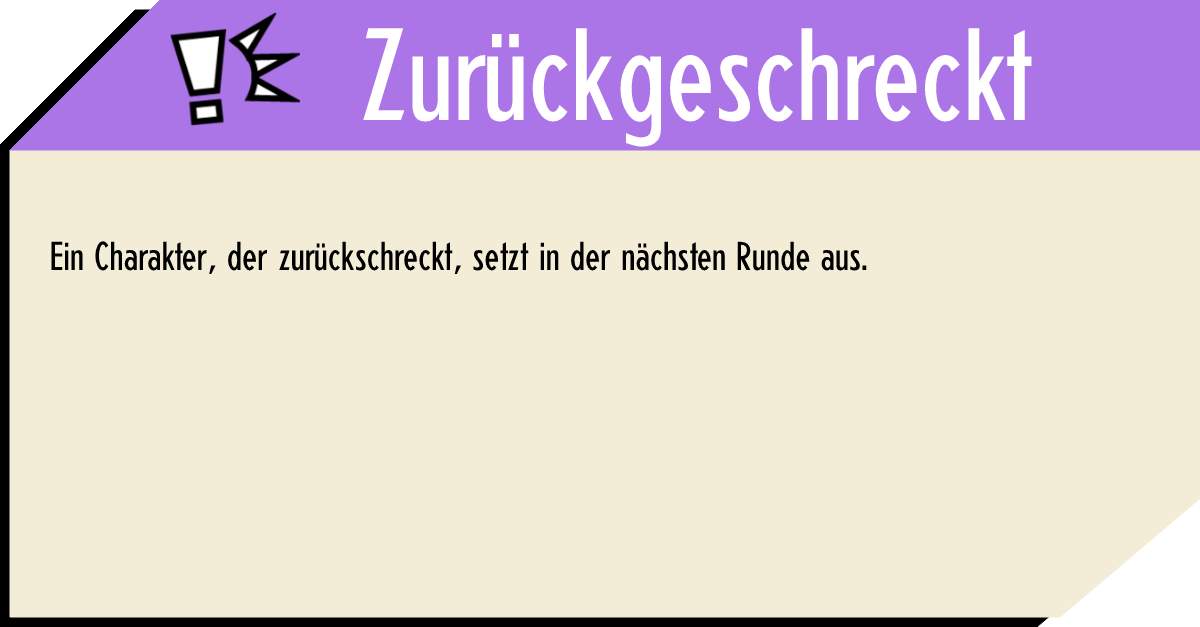 Zurückgeschreckt
Ein Charakter, der zurückschreckt, setzt in der nächsten Runde aus.